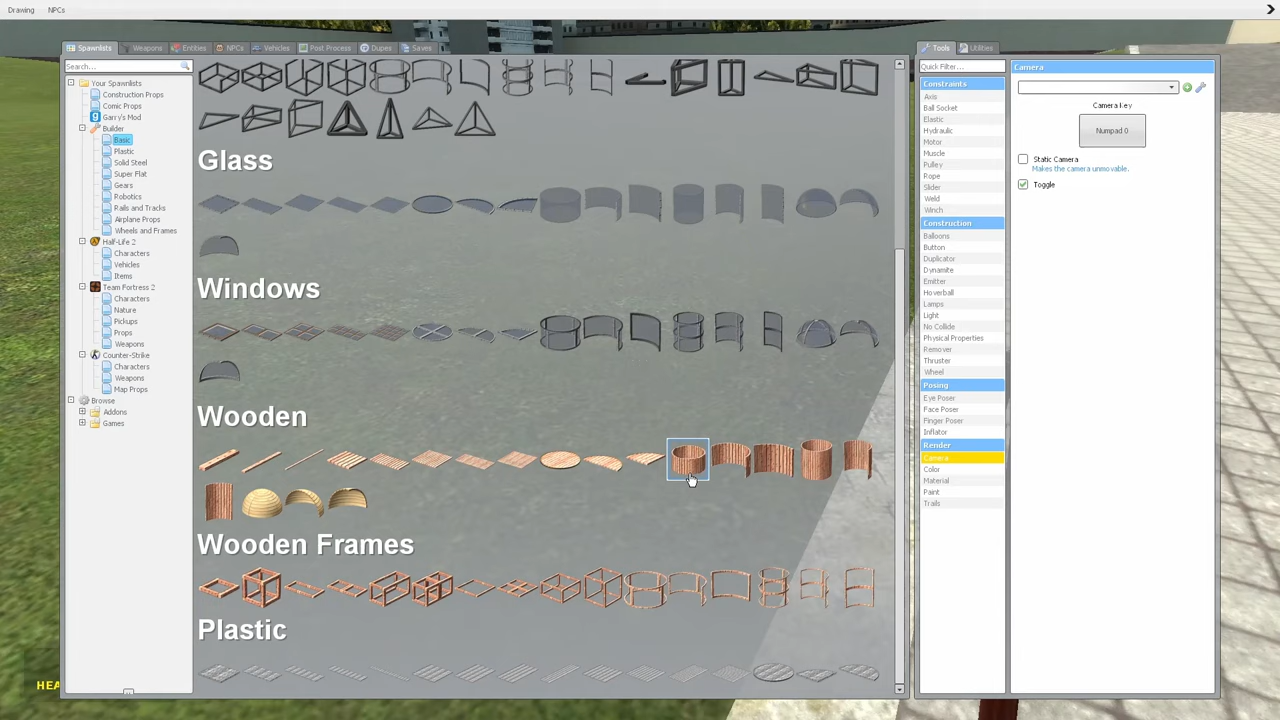 Drawing NPCs
Spawnlists Weapons Entities NPCs Vehicles Post Process Dupes Saves
Search...
Your Spawnlists
Construction Props
Comic Props
Garry's Mod
Builder
Basic
Plastic
Solid Steel
Super Flat
Gears
Robotics
Rails and Tracks
Airplane Props
Wheels and Frames
Half-Life 2
Characters
Vehicles
Items
Team Fortress 2
Characters
Nature
Pickups
Props
Weapons
Counter-Strike
Characters
Weapons
Map Props
Browse
Addons
Games
Glass
Windows
Wooden
Wooden Frames
Plastic
HEA
Tools Utilities
Quick Filter...
Constraints
Axis
Ball Socket
Elastic
Hydraulic
Motor
Muscle
Pulley
Rope
Slider
Weld
Winch
Construction
Balloons
Button
Duplicator
Dynamite
Emitter
Hoverball
Lamps
Light
No Collide
Physical Properties
Remover
Thruster
Wheel
Posing
Eye Poser
Face Poser
Finger Poser
Inflator
Render
Camera
Color
Material
Paint
Trails
Camera
Camera Key
Numpad 0
Static Camera
Makes the camera unmovable.
Toggle